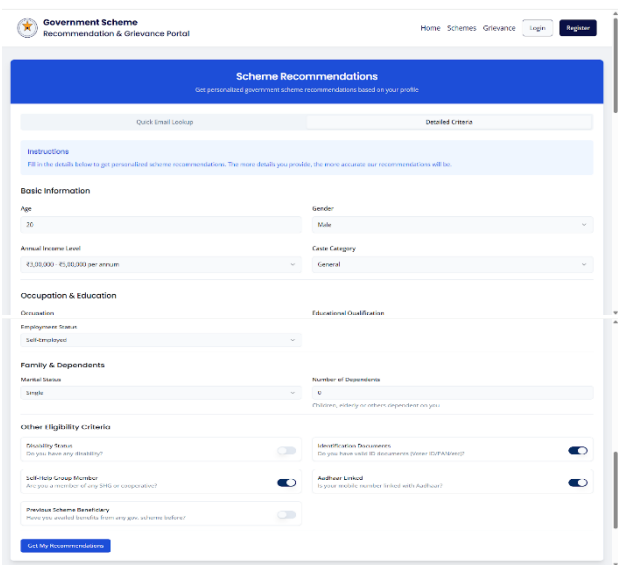 Government Scheme
Recommendation & Grievance Portal
Home Schemes Grievance Login Register
Scheme Recommendations
Get personalized government scheme recommendations based on your profile
Quick Email Lookup Detailed Criteria
Instructions
Fill in the details below to get personalized scheme recommendations. The more details you provide, the more accurate our recommendations will be.
Basic Information
Age Gender
20 Male
Annual Income Level Caste Category
₹3,00,000 - ₹5,00,000 per annum General
Occupation & Education
Occupation Educational Qualification
Employment Status
Self-Employed
Family & Dependents
Marital Status Number of Dependents
Single 0
Children, elderly or others dependent on you
Other Eligibility Criteria
Disability Status Identification Documents
Do you have any disability? Do you have valid ID documents (Voter ID/PAN/etc)?
Self-Help Group Member Aadhaar Linked
Are you a member of any SHG or cooperative? Is your mobile number linked with Aadhaar?
Previous Scheme Beneficiary
Have you availed benefits from any gov. scheme before?
Get My Recommendations